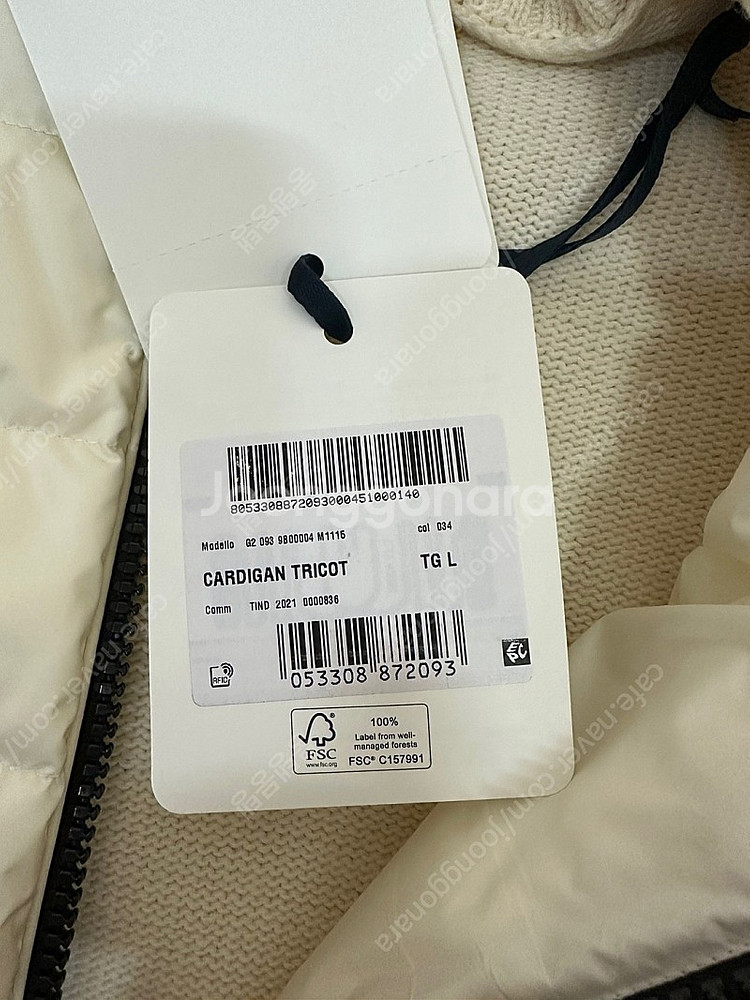 8053308872093000451000140
Joonggonara
Modello G2 093 9B00004 M1115 col 034
CARDIGAN TRICOT TG L
Comm TIND 2021 0000836
RFID
053308 872093
FSC
www.fsc.org
100%
Label from well-
managed forests
FSC® C157991
cafe.naver.com/joonggonara